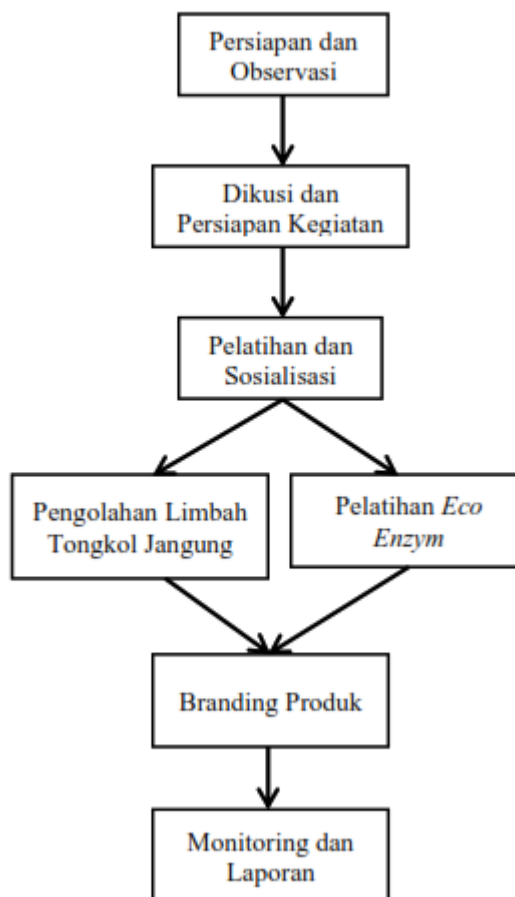 Persiapan dan
Observasi
Dikusi dan
Persiapan Kegiatan
Pelatihan dan
Sosialisasi
Pengolahan Limbah
Tongkol Jangung
Pelatihan Eco
Enzym
Branding Produk
Monitoring dan
Laporan